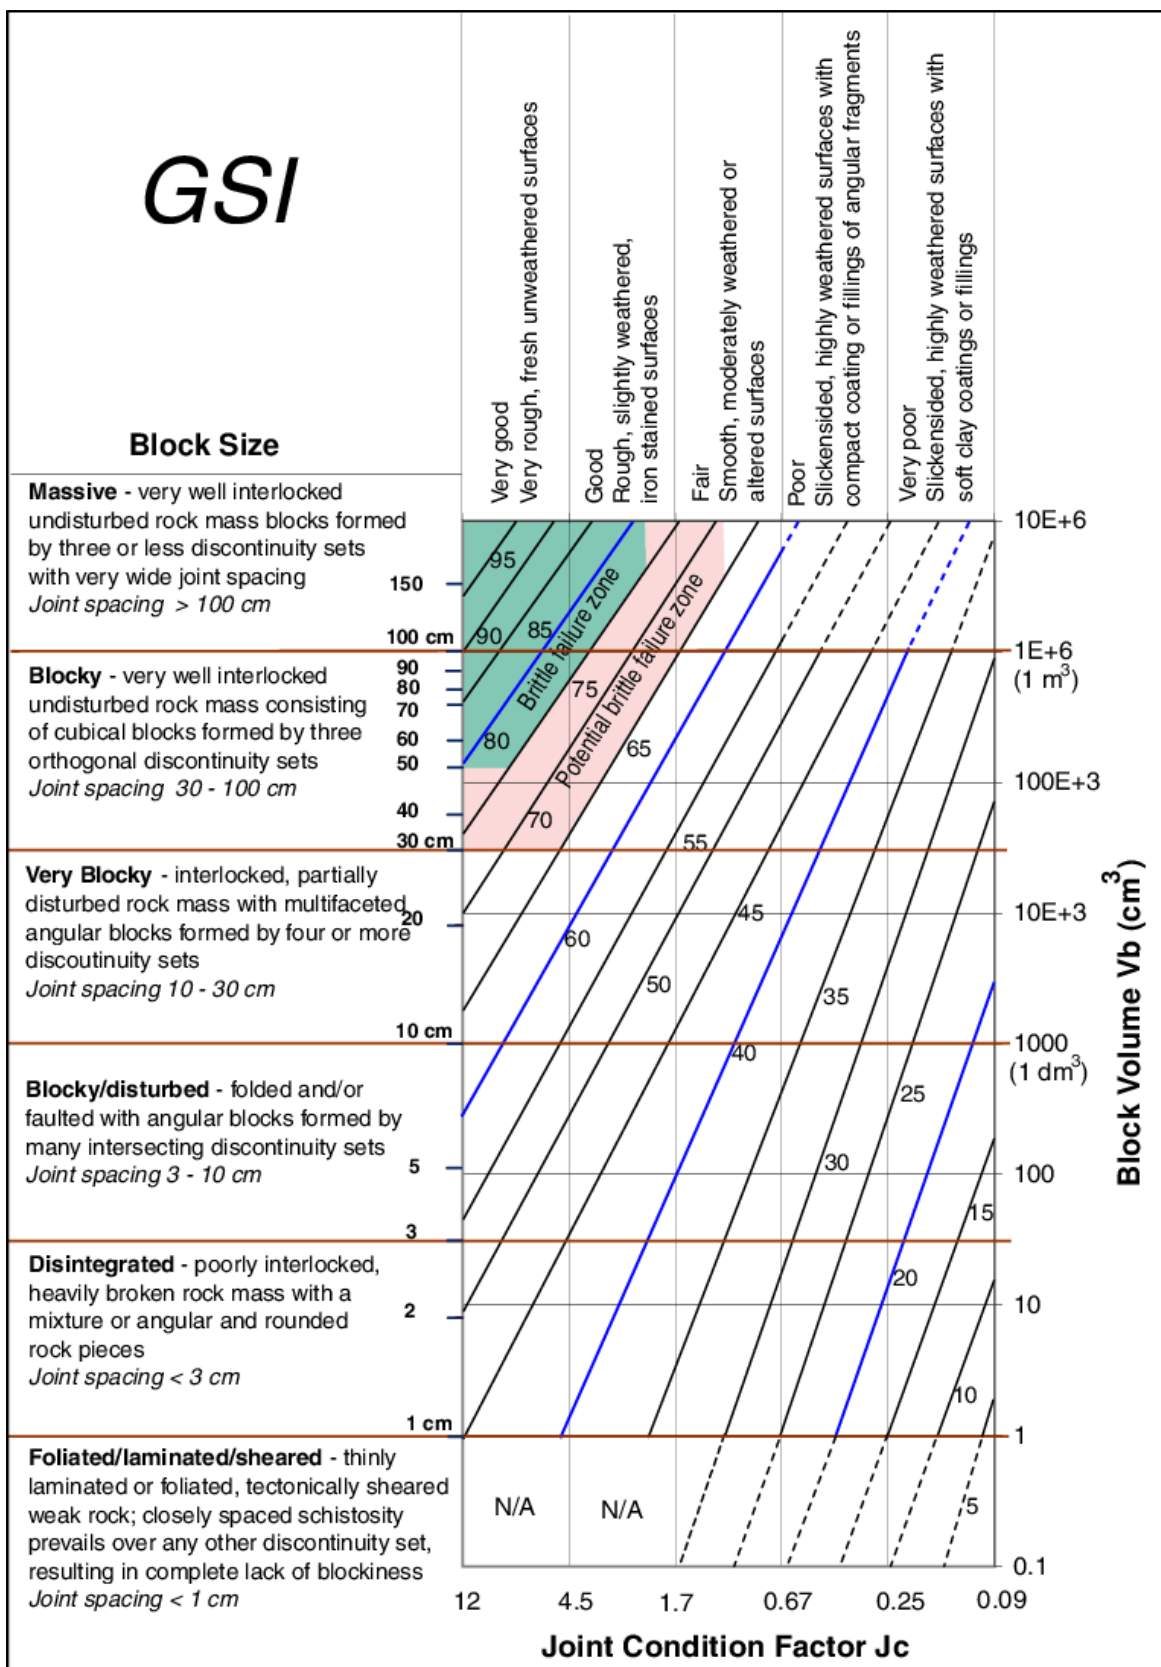 GSI
Very good
Very rough, fresh unweathered surfaces
Good
Rough, slightly weathered,
iron stained surfaces
Fair
Smooth, moderately weathered or
altered surfaces
Poor
Slickensided, highly weathered surfaces with
compact coating or fillings of angular fragments
Very poor
Slickensided, highly weathered surfaces with
soft clay coatings or fillings
Block Size
Massive - very well interlocked
undisturbed rock mass blocks formed
by three or less discontinuity sets
with very wide joint spacing
Joint spacing > 100 cm
Blocky - very well interlocked
undisturbed rock mass consisting
of cubical blocks formed by three
orthogonal discontinuity sets
Joint spacing 30 - 100 cm
Very Blocky - interlocked, partially
disturbed rock mass with multifaceted
angular blocks formed by four or more
discoutinuity sets
Joint spacing 10 - 30 cm
Blocky/disturbed - folded and/or
faulted with angular blocks formed by
many intersecting discontinuity sets
Joint spacing 3 - 10 cm
Disintegrated - poorly interlocked,
heavily broken rock mass with a
mixture or angular and rounded
rock pieces
Joint spacing < 3 cm
Foliated/laminated/sheared - thinly
laminated or foliated, tectonically sheared
weak rock; closely spaced schistosity
prevails over any other discontinuity set,
resulting in complete lack of blockiness
Joint spacing < 1 cm
150
100 cm
90
80
70
60
50
40
30 cm
20
10 cm
5
3
2
1 cm
95
90
85
80
75
70
65
60
55
50
45
40
35
30
25
20
15
10
5
Brittle failure zone
Potential brittle failure zone
N/A
N/A
10E+6
1E+6
(1 m³)
100E+3
10E+3
1000
(1 dm³)
100
10
1
0.1
Block Volume Vb (cm³)
12
4.5
1.7
0.67
0.25
0.09
Joint Condition Factor Jc